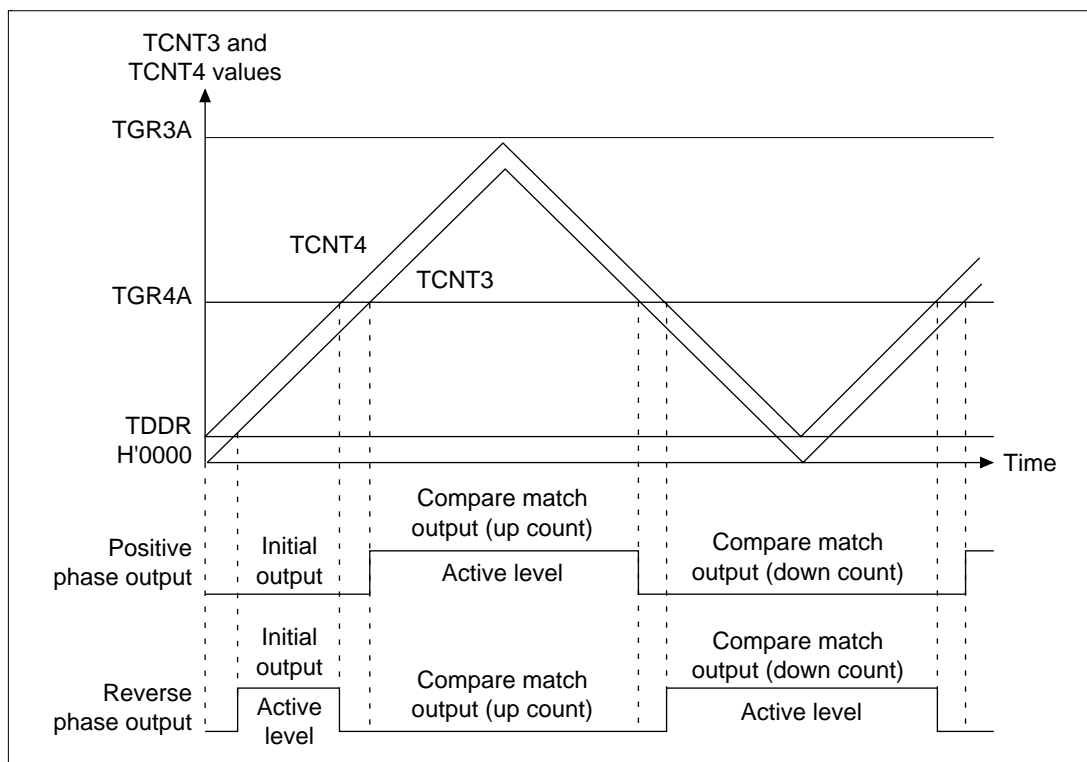 TCNT3 and
TCNT4 values
TGR3A
TCNT4
TCNT3
TGR4A
TDDR
H'0000
Time
Compare match
output (up count)
Positive
phase output
Initial
output
Active level
Compare match
output (down count)
Initial
output
Compare match
output (down count)
Reverse
phase output
Active
level
Compare match
output (up count)
Active level